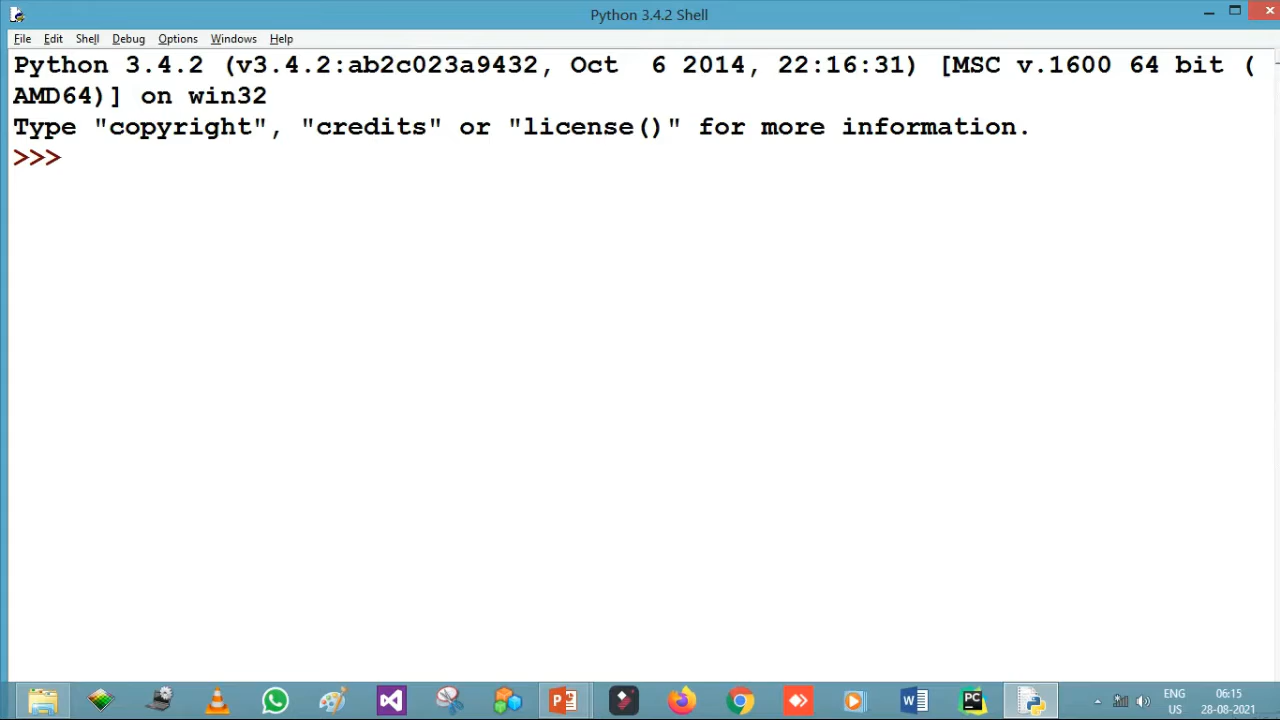 Python 3.4.2 Shell
File Edit Shell Debug Options Windows Help
Python 3.4.2 (v3.4.2:ab2c023a9432, Oct  6 2014, 22:16:31) [MSC v.1600 64 bit (
AMD64)] on win32
Type "copyright", "credits" or "license()" for more information.
>>>
ENG 06:15
US 28-08-2021